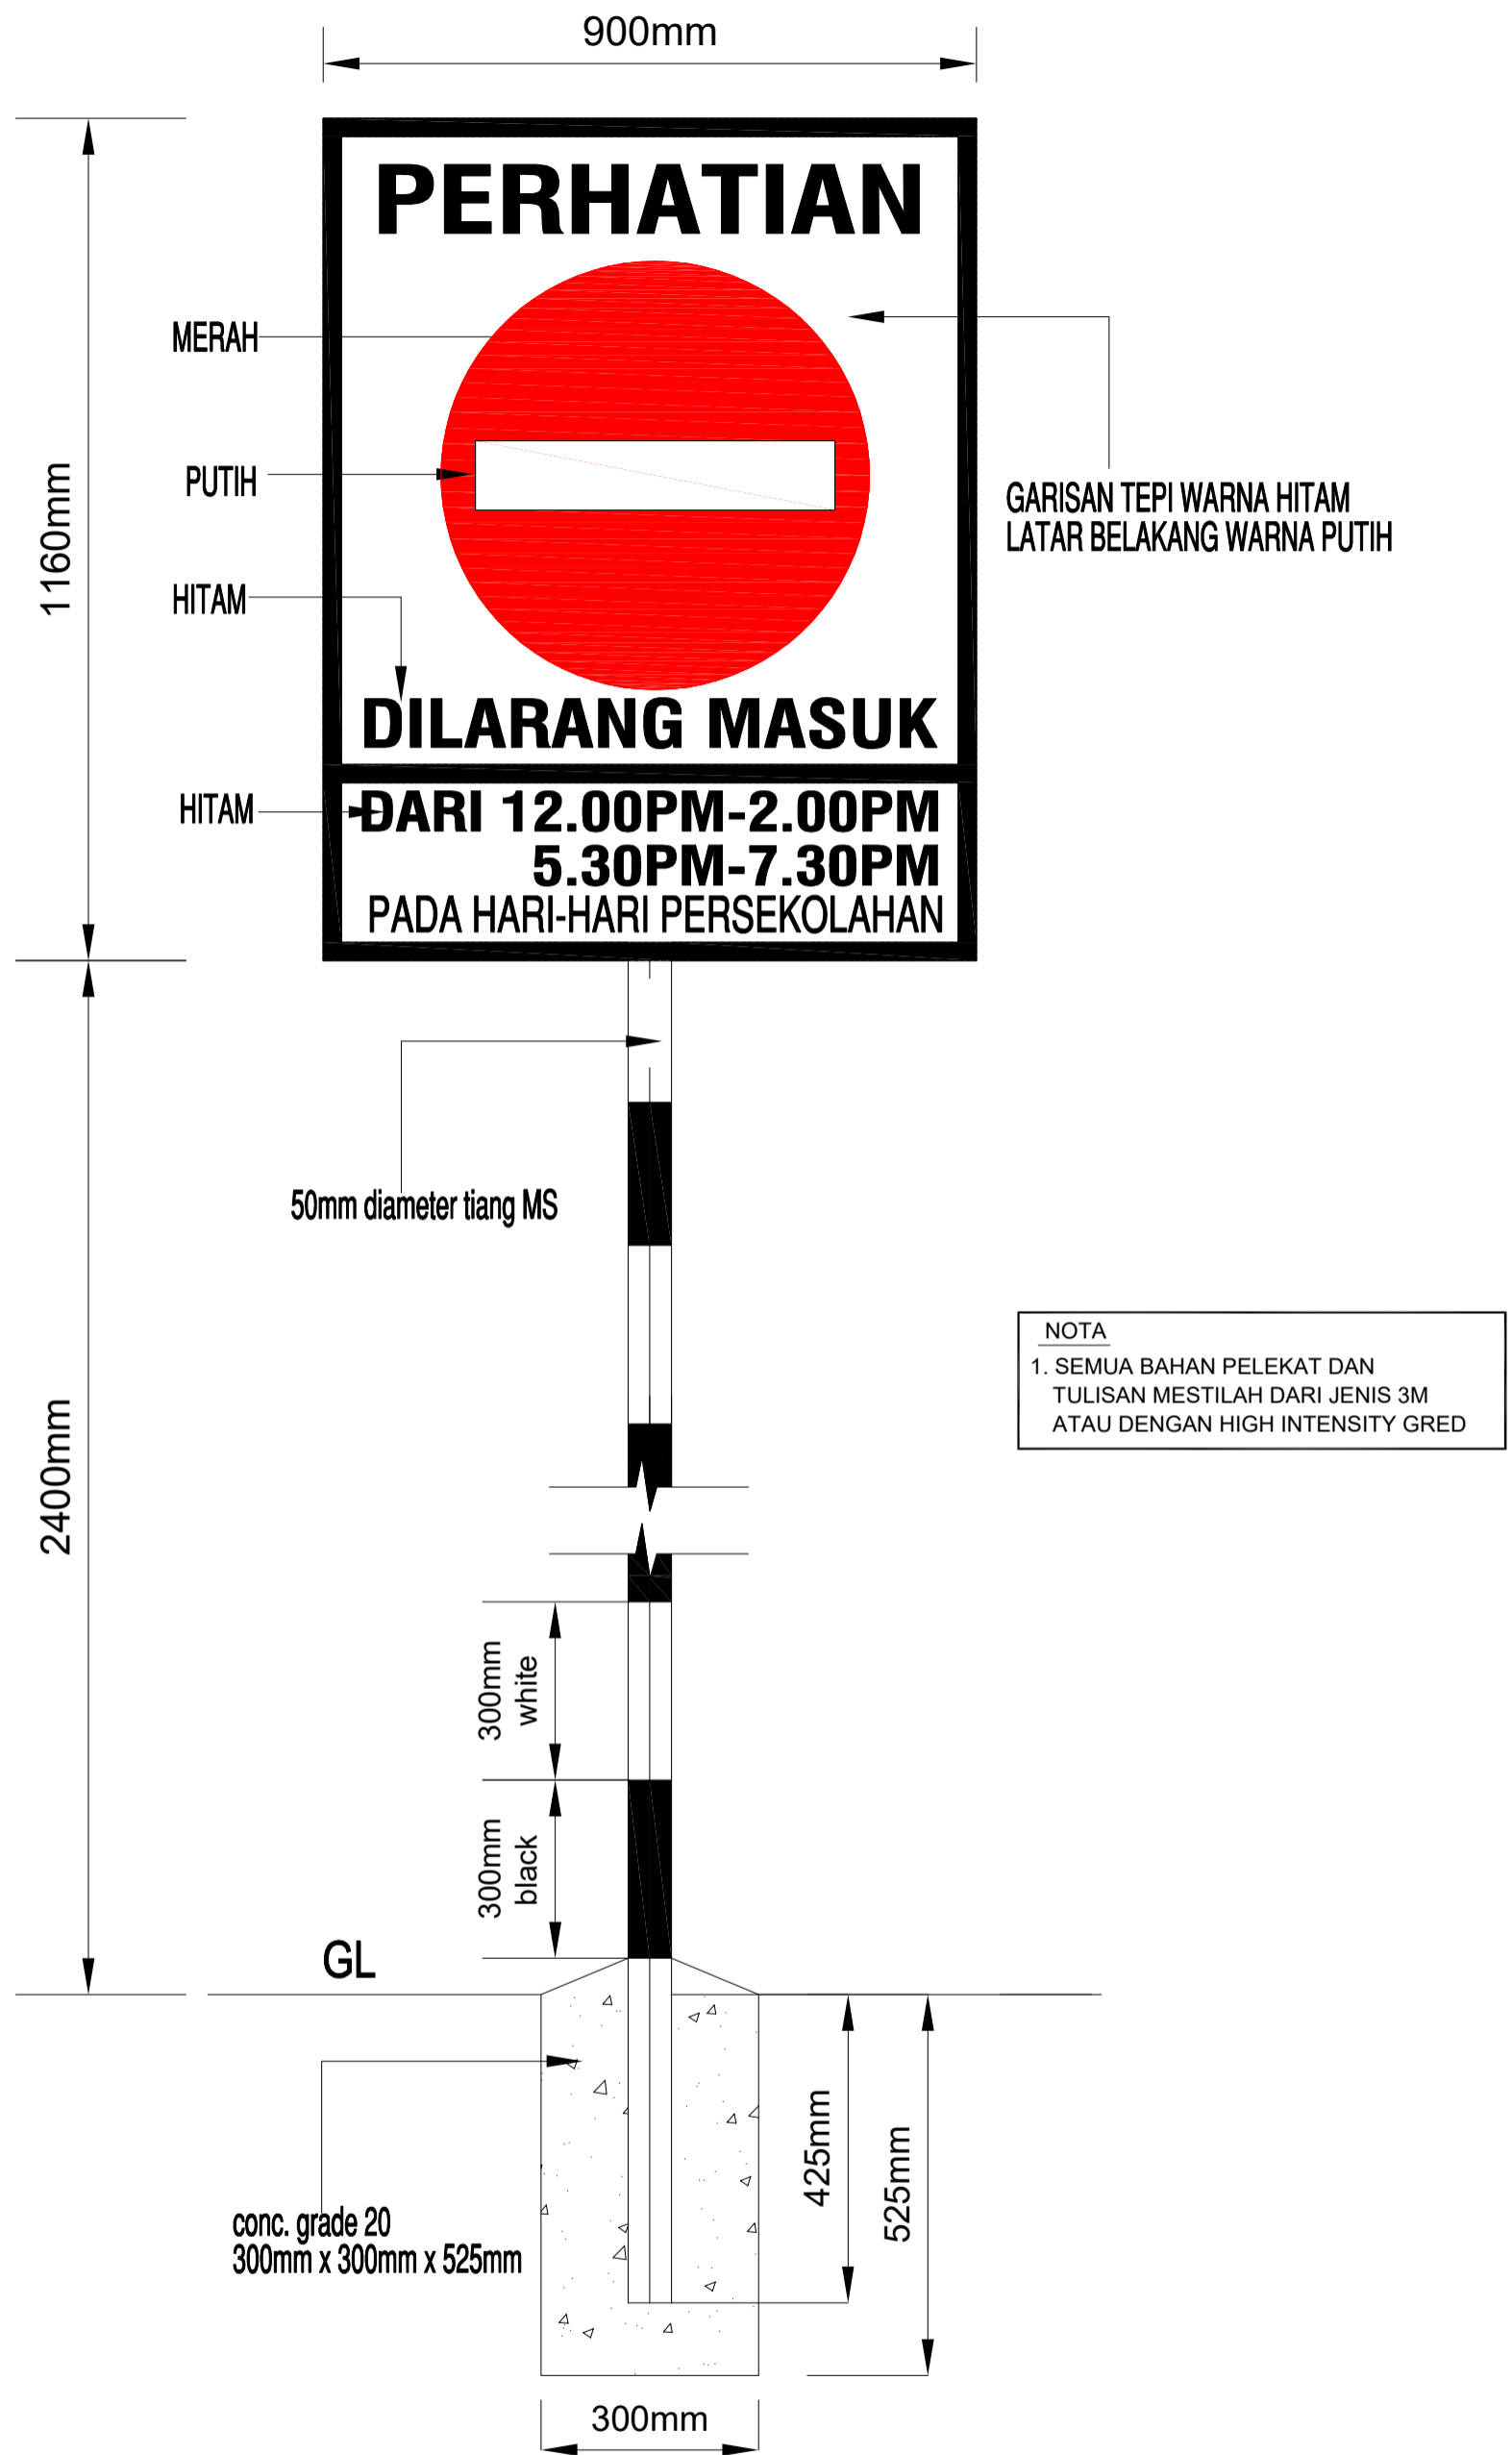 900mm
PERHATIAN
MERAH
PUTIH
1160mm
GARISAN TEPI WARNA HITAM
LATAR BELAKANG WARNA PUTIH
HITAM
DILARANG MASUK
HITAM
DARI 12.00PM-2.00PM
5.30PM-7.30PM
PADA HARI-HARI PERSEKOLAHAN
50mm diameter tiang MS
NOTA
1. SEMUA BAHAN PELEKAT DAN
TULISAN MESTILAH DARI JENIS 3M
ATAU DENGAN HIGH INTENSITY GRED
2400mm
300mm
white
300mm
black
GL
425mm
525mm
conc. grade 20
300mm x 300mm x 525mm
300mm